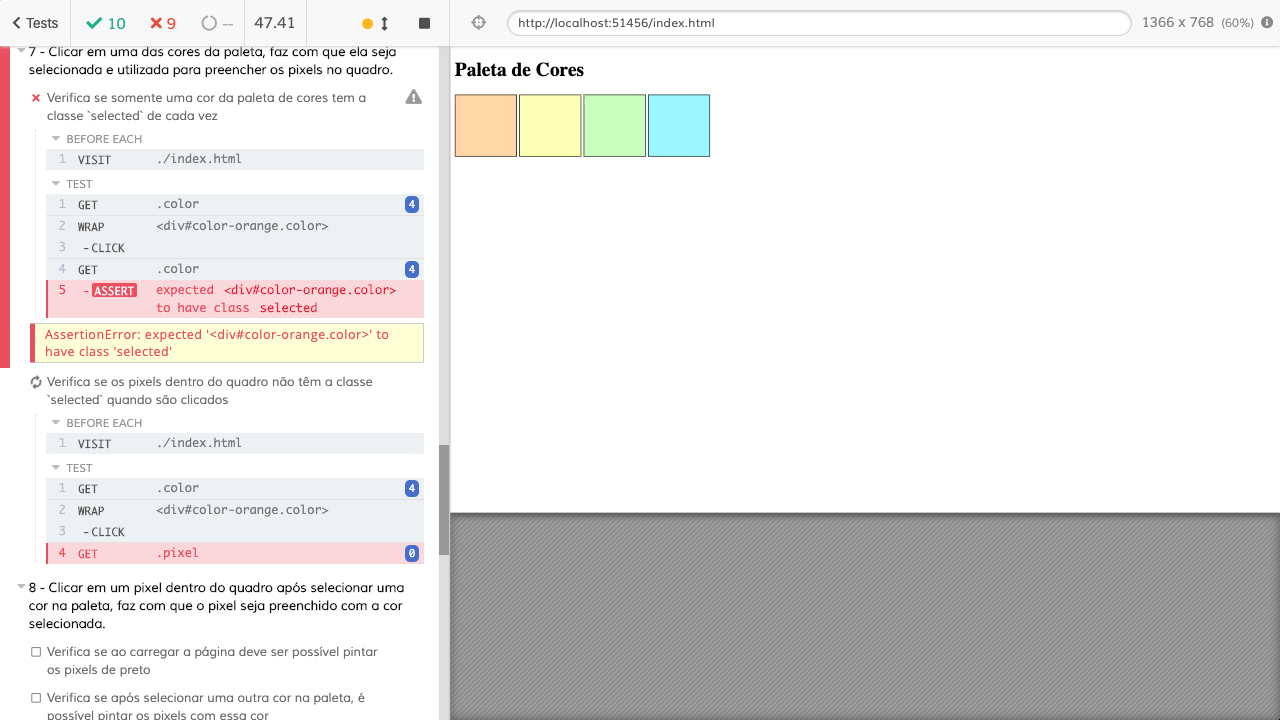 Tests 10 9 -- 47.41 http://localhost:51456/index.html 1366 x 768 (60%)
7 - Clicar em uma das cores da paleta, faz com que ela seja
selecionada e utilizada para preencher os pixels no quadro.
Verifica se somente uma cor da paleta de cores tem a
classe `selected` de cada vez
BEFORE EACH
1 VISIT ./index.html
TEST
1 GET .color 4
2 WRAP <div#color-orange.color>
3 -CLICK
4 GET .color 4
5 -ASSERT expected <div#color-orange.color>
to have class selected
AssertionError: expected '<div#color-orange.color>' to
have class 'selected'
Verifica se os pixels dentro do quadro não têm a classe
`selected` quando são clicados
BEFORE EACH
1 VISIT ./index.html
TEST
1 GET .color 4
2 WRAP <div#color-orange.color>
3 -CLICK
4 GET .pixel 0
8 - Clicar em um pixel dentro do quadro após selecionar uma
cor na paleta, faz com que o pixel seja preenchido com a cor
selecionada.
Verifica se ao carregar a página deve ser possível pintar
os pixels de preto
Verifica se após selecionar uma outra cor na paleta, é
possível pintar os pixels com essa cor
Paleta de Cores